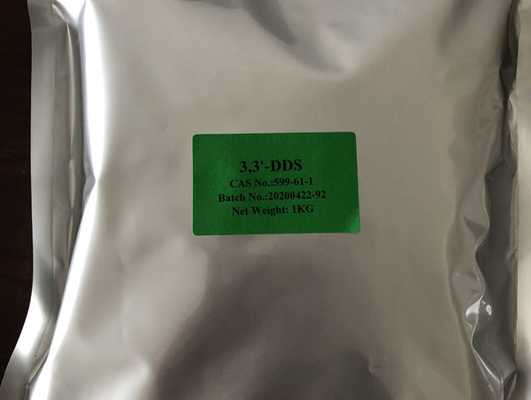 3,3'-DDS
CAS No.:599-61-1
Batch No.:20200422-92
Net Weight: 1KG